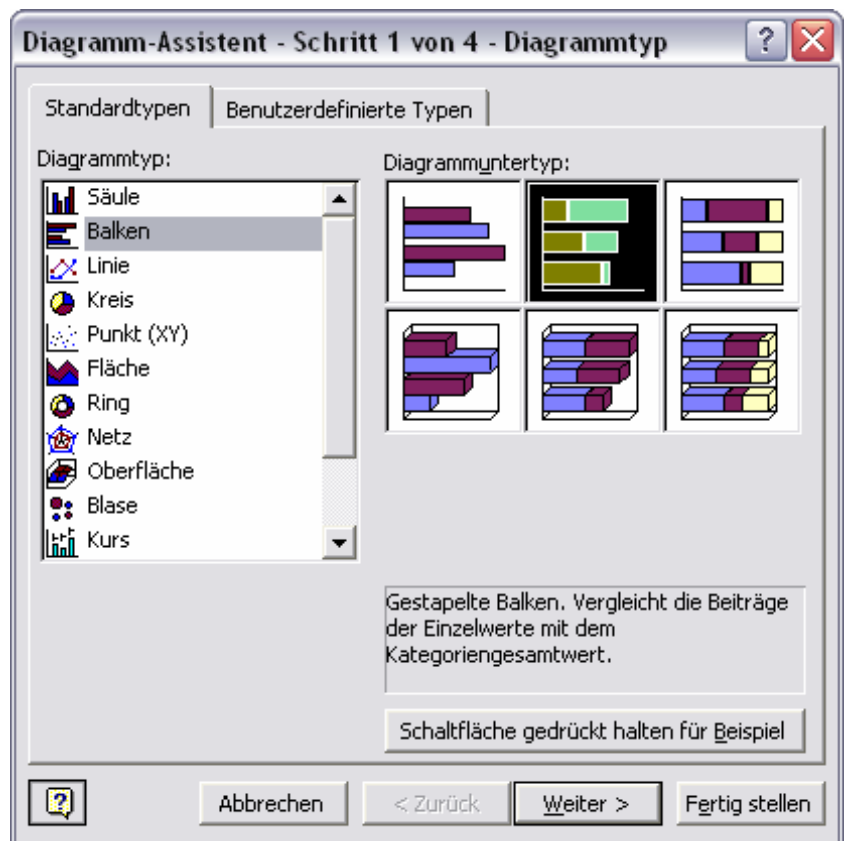 Diagramm-Assistent - Schritt 1 von 4 - Diagrammtyp
Standardtypen
Benutzerdefinierte Typen
Diagrammtyp:
Säule
Balken
Linie
Kreis
Punkt (XY)
Fläche
Ring
Netz
Oberfläche
Blase
Kurs
Diagrammuntertyp:
Gestapelte Balken. Vergleicht die Beiträge
der Einzelwerte mit dem
Kategoriengesamtwert.
Schaltfläche gedrückt halten für Beispiel
Abbrechen
< Zurück
Weiter >
Fertig stellen